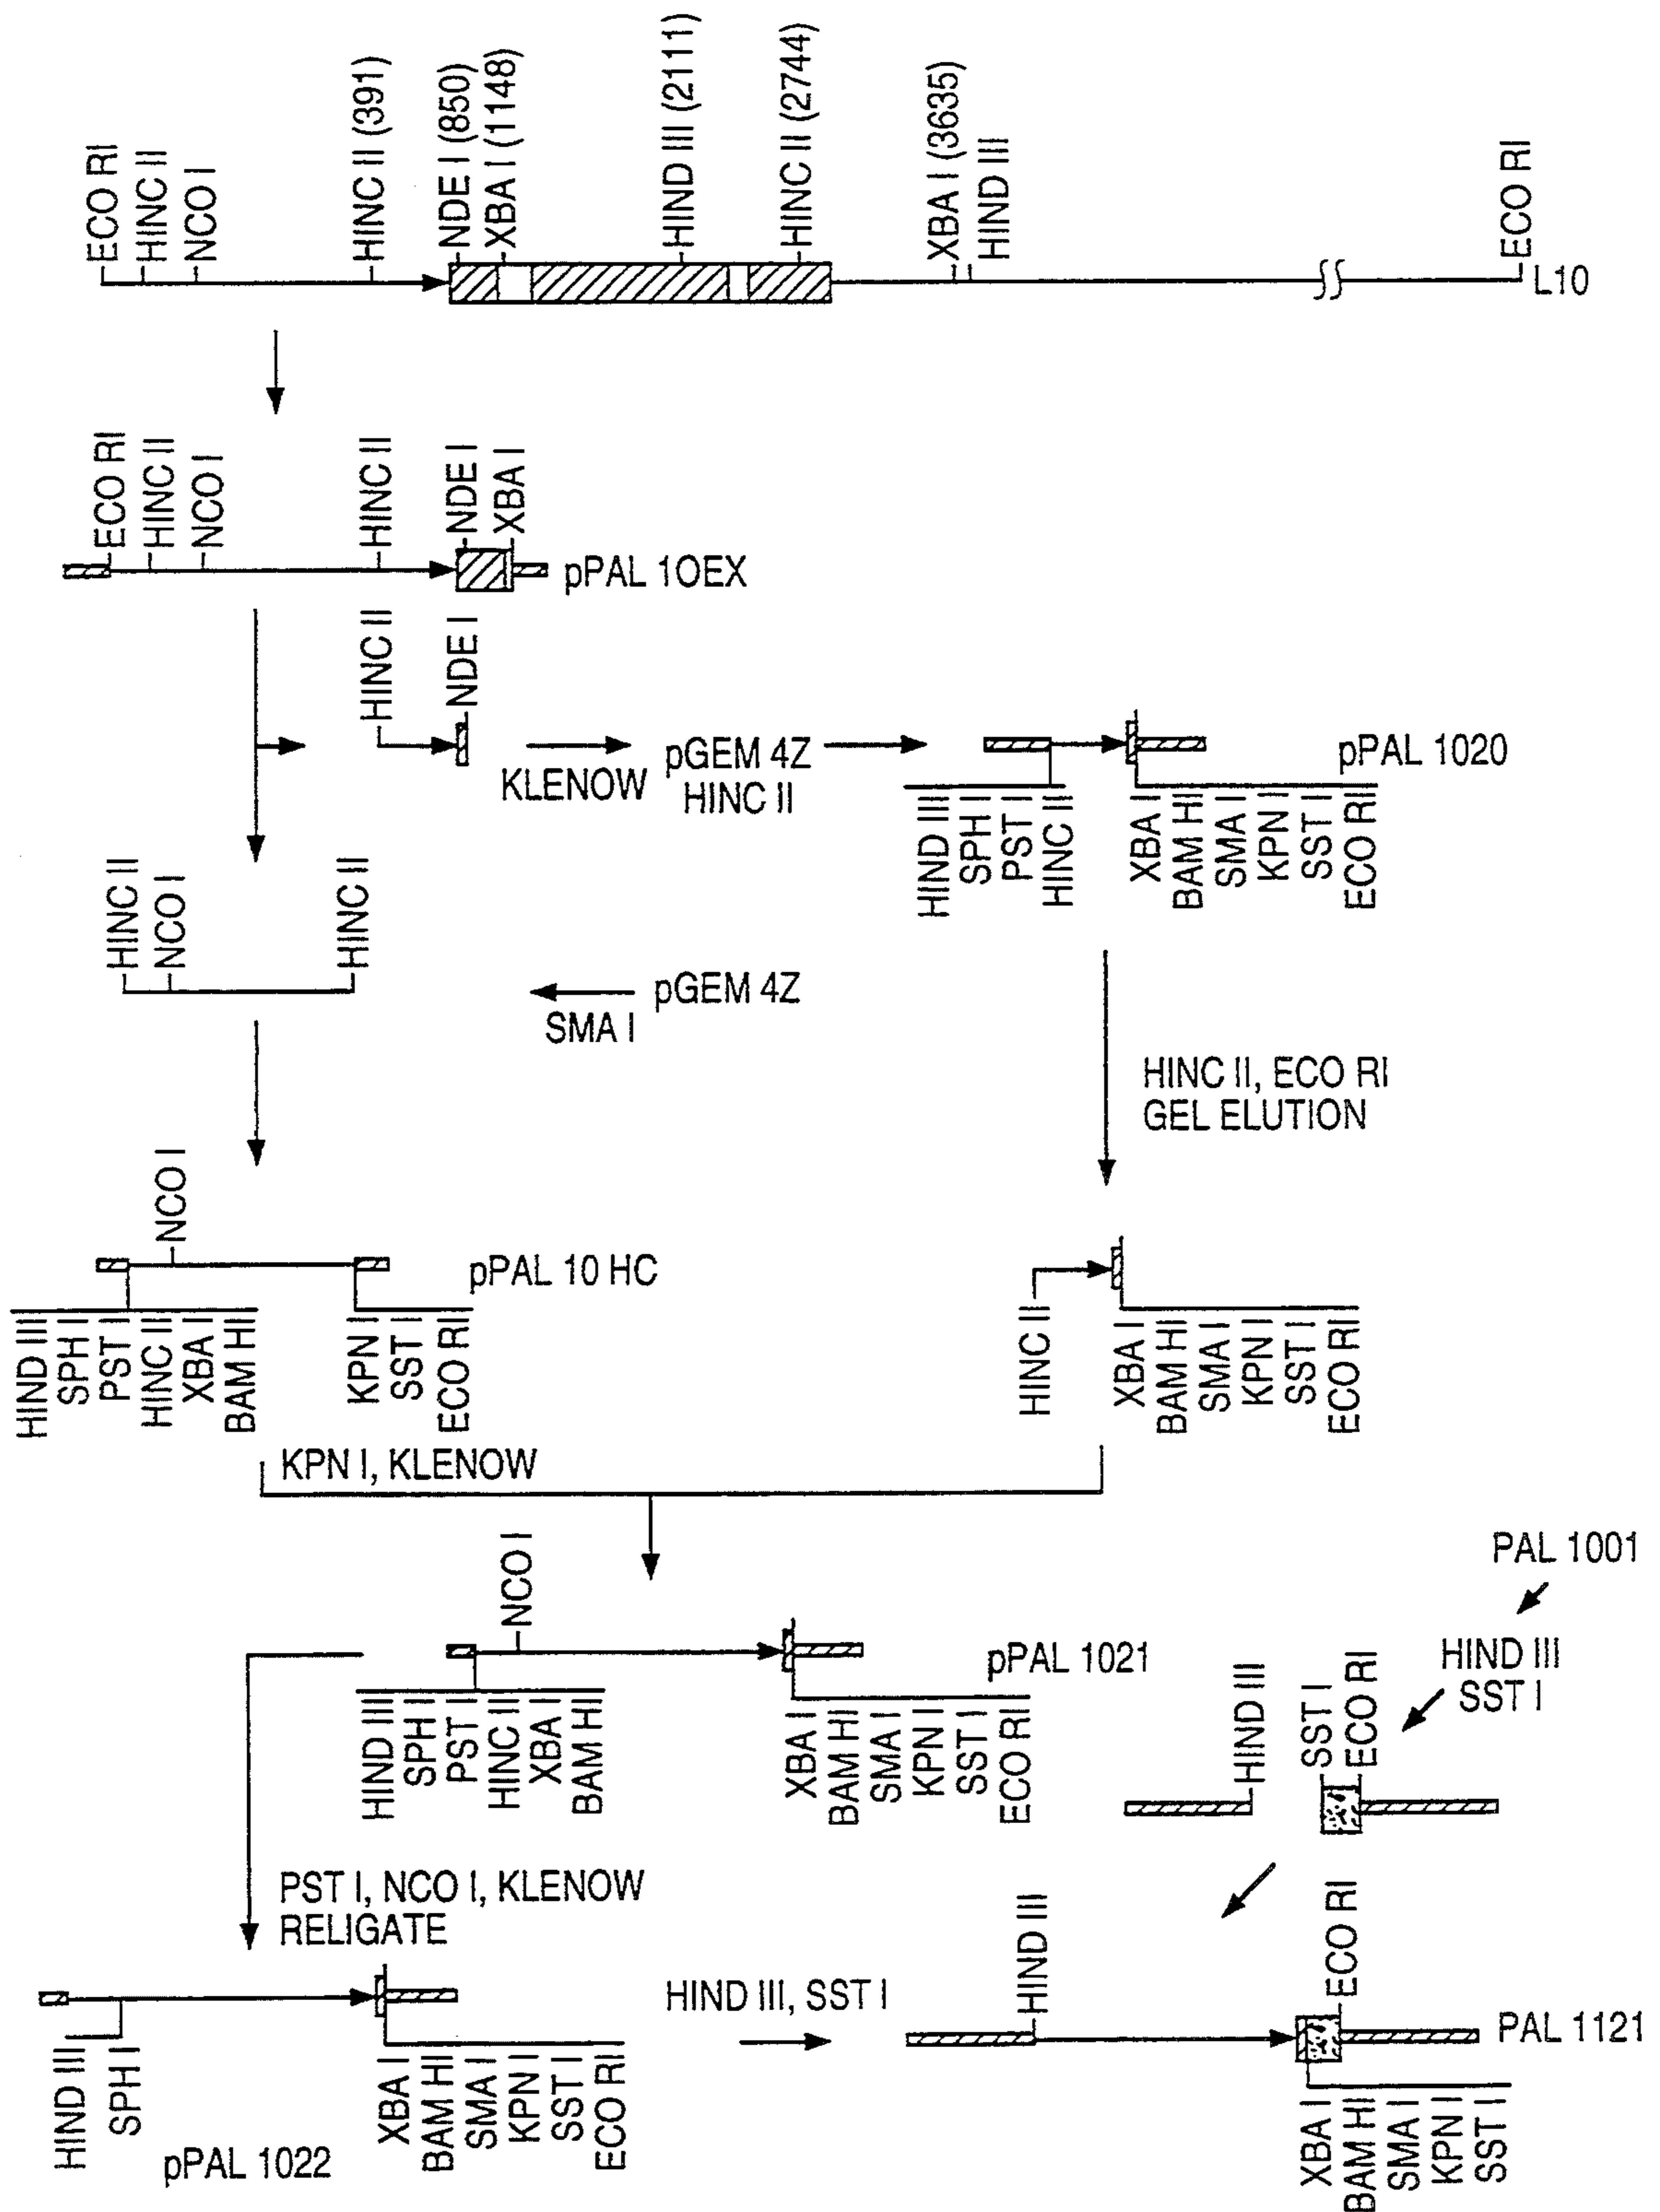 ECO RI
HINC II
NCO I
HINC II (391)
NDE I (850)
XBA I (1148)
HIND III (2111)
HINC II (2744)
XBA I (3635)
HIND III
ECO RI
L10
ECO RI
HINC II
NCO I
HINC II
NDE I
XBA I
pPAL 1OEX
HINC II
NDE I
KLENOW
pGEM 4Z
HINC II
pPAL 1020
HIND III
SPH I
PST I
HINC II
XBA I
BAM HI
SMA I
KPN I
SST I
ECO RI
HINC II
NCO I
HINC II
pGEM 4Z
SMA I
HINC II, ECO RI
GEL ELUTION
NCO I
pPAL 10 HC
HIND III
SPH I
PST I
HINC II
XBA I
BAM HI
KPN I
SST I
ECO RI
HINC II
XBA I
BAM HI
SMA I
KPN I
SST I
ECO RI
KPN I, KLENOW
NCO I
pPAL 1021
HIND III
SPH I
PST I
HINC II
XBA I
BAM HI
XBA I
BAM HI
SMA I
KPN I
SST I
ECO RI
PAL 1001
HIND III
SST I
HIND III
SST I
ECO RI
PST I, NCO I, KLENOW
RELIGATE
HIND III
SPH I
pPAL 1022
XBA I
BAM HI
SMA I
KPN I
SST I
ECO RI
HIND III, SST I
HIND III
ECO RI
PAL 1121
XBA I
BAM HI
SMA I
KPN I
SST I